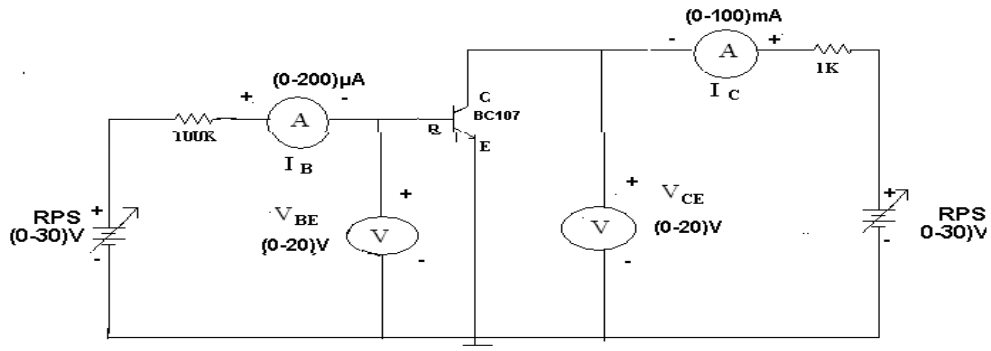 (0-100)mA
- A +
I C
1K
(0-200)µA
+ A -
I B
100K
C
BC107
B
E
RPS
(0-30)V
+
-
V BE
(0-20)V
+
V
-
+
V
-
V CE
(0-20)V
+
-
RPS
0-30)V